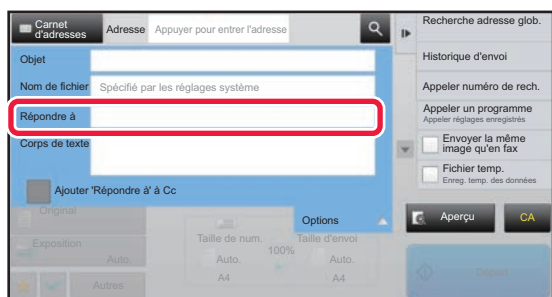 Carnet
d'adresses
Adresse
Appuyer pour entrer l'adresse
Objet
Nom de fichier
Spécifié par les réglages système
Répondre à
Corps de texte
Ajouter 'Répondre à' à Cc
Options
Original
Exposition
Auto.
Autres
Taille de num.
Auto.
A4
100%
Taille d'envoi
Auto.
A4
Recherche adresse glob.
Historique d'envoi
Appeler numéro de rech.
Appeler un programme
Appeler réglages enregistrés
Envoyer la même
image qu'en fax
Fichier temp.
Enreg. temp. des données
Aperçu
CA
Départ